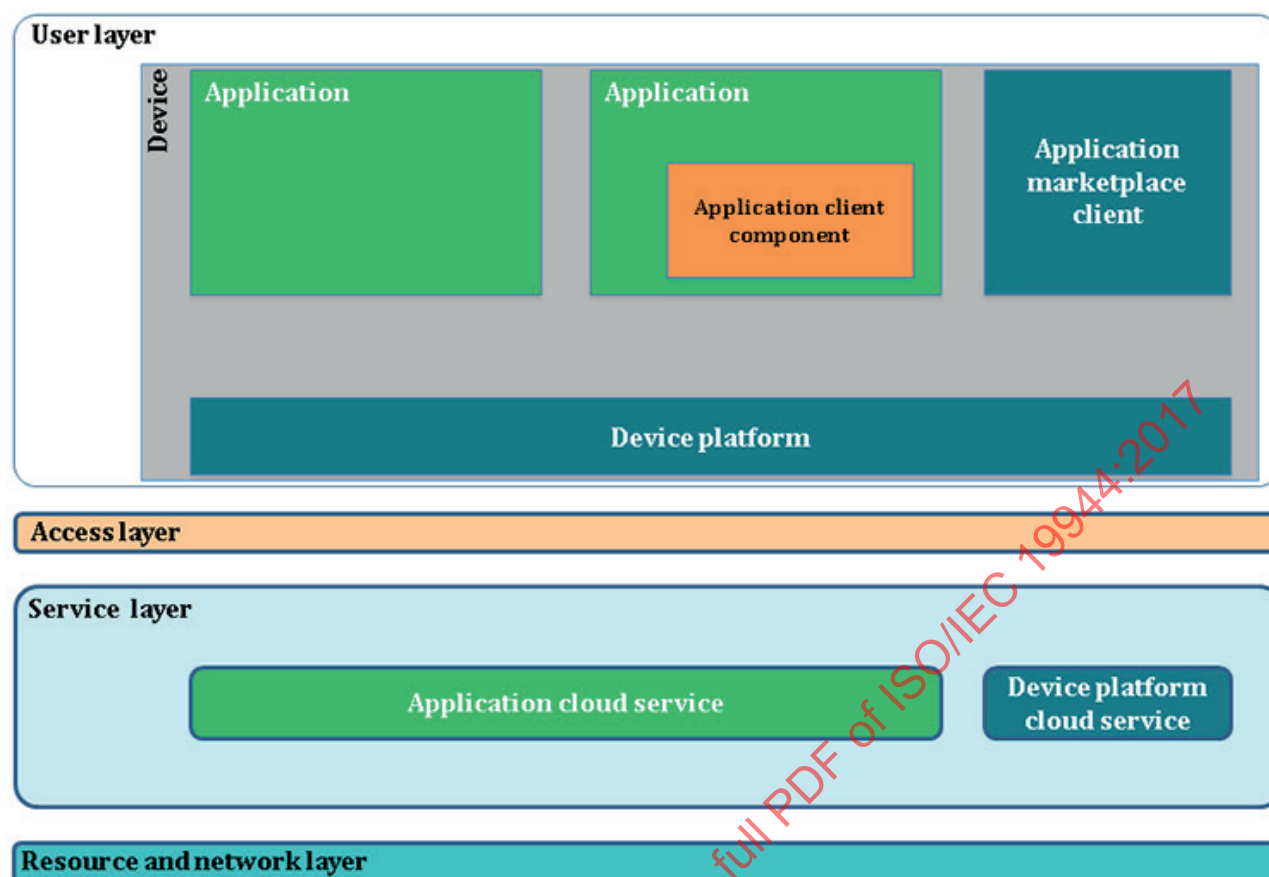 User layer
Device
Application
Application
Application client
component
Application
marketplace
client
Device platform
Access layer
Service layer
Application cloud service
Device platform
cloud service
Resource and network layer
full PDF of ISO/IEC 19944:2017